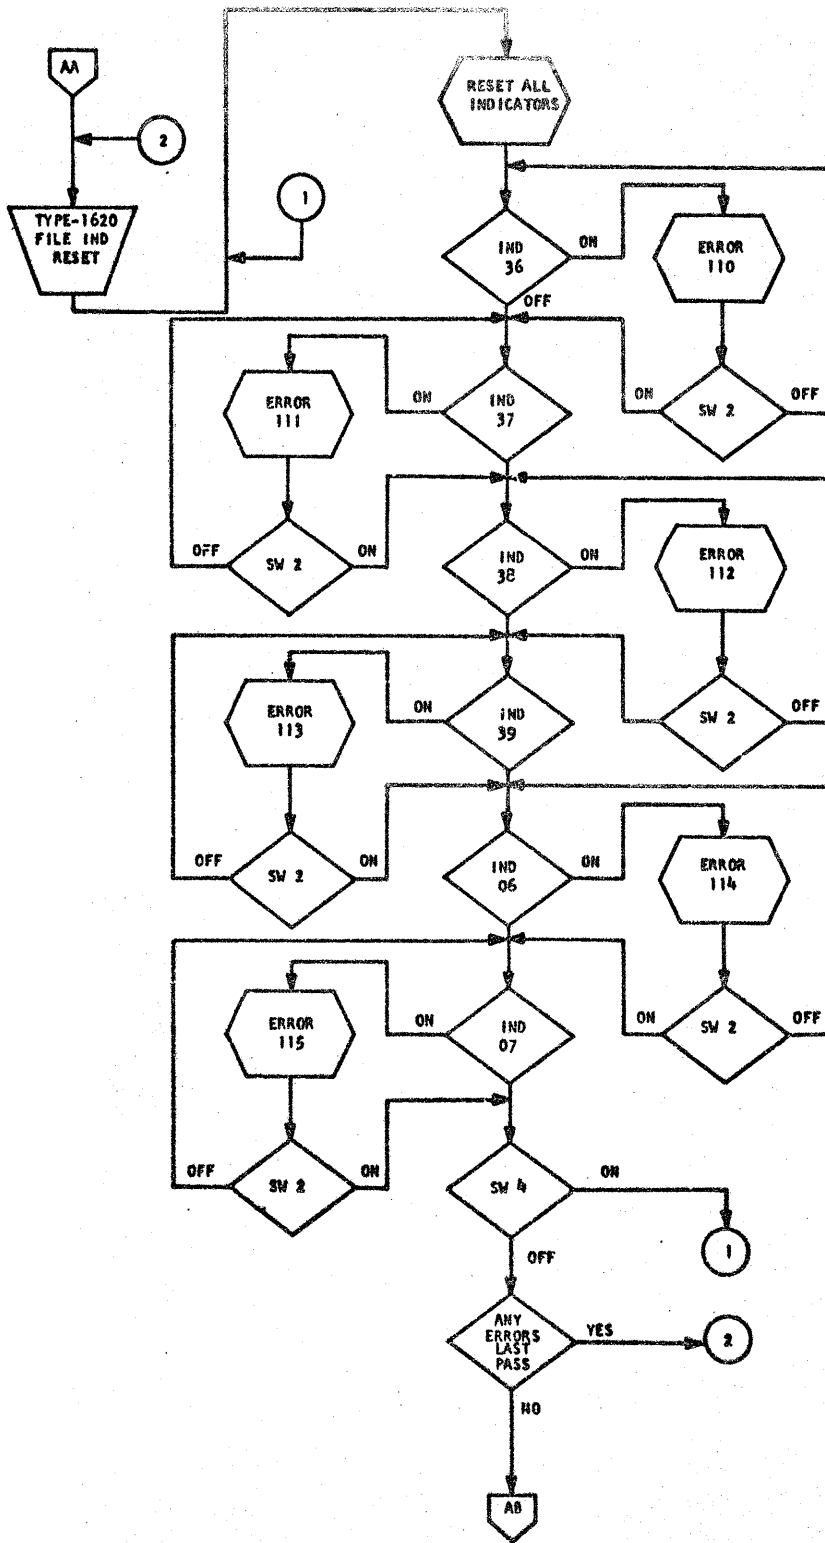 AA
2
TYPE-1620
FILE IND
RESET
1
RESET ALL
INDICATORS
IND
36
ON
ERROR
110
OFF
ERROR
111
ON
IND
37
ON
SW 2
OFF
OFF
SW 2
ON
IND
38
ON
ERROR
112
ERROR
113
ON
IND
39
SW 2
OFF
OFF
SW 2
ON
IND
06
ON
ERROR
114
ERROR
115
ON
IND
07
ON
SW 2
OFF
OFF
SW 2
ON
SW 4
ON
1
OFF
ANY
ERRORS
LAST
PASS
YES
2
NO
AB